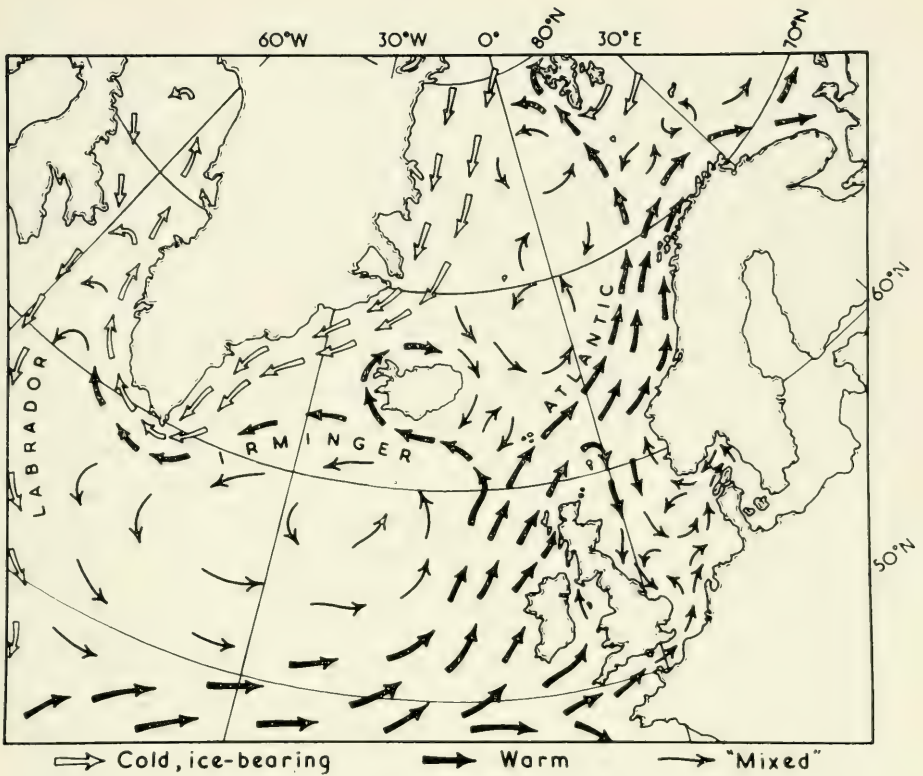 60°W 30°W 0° 80°N 30°E 70°N
60°N
ATLANTIC
LABRADOR
IRMINGER
50°N
Cold, ice-bearing Warm "Mixed"